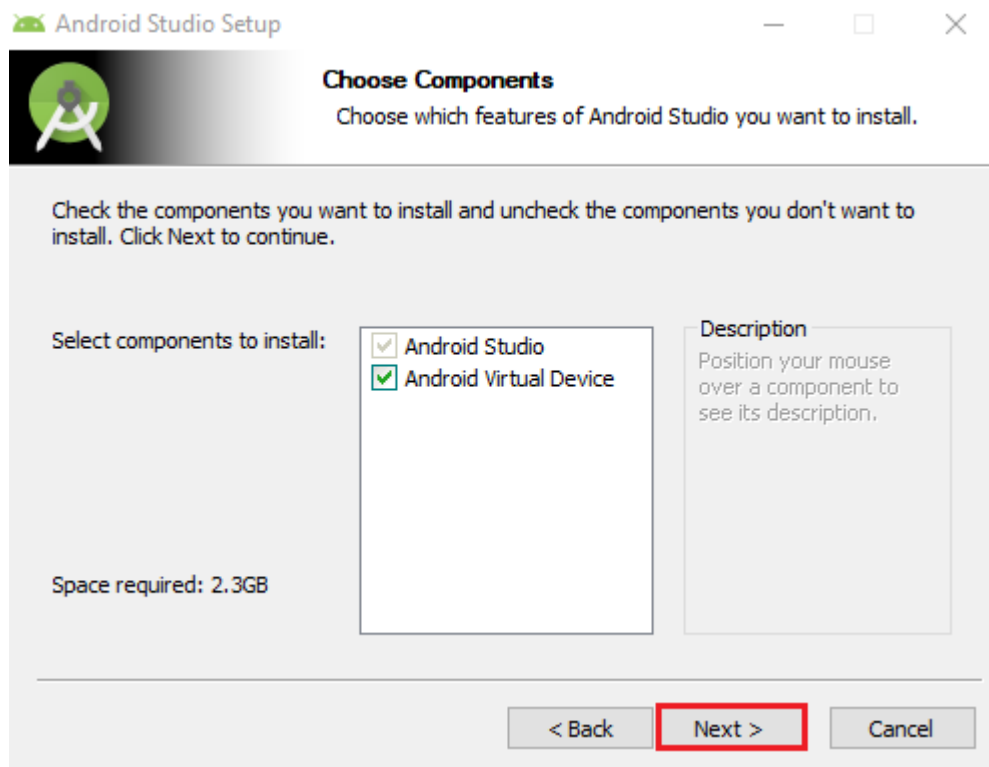 Android Studio Setup
Choose Components
Choose which features of Android Studio you want to install.
Check the components you want to install and uncheck the components you don't want to
install. Click Next to continue.
Select components to install:
Android Studio
Android Virtual Device
Description
Position your mouse
over a component to
see its description.
Space required: 2.3GB
< Back
Next >
Cancel